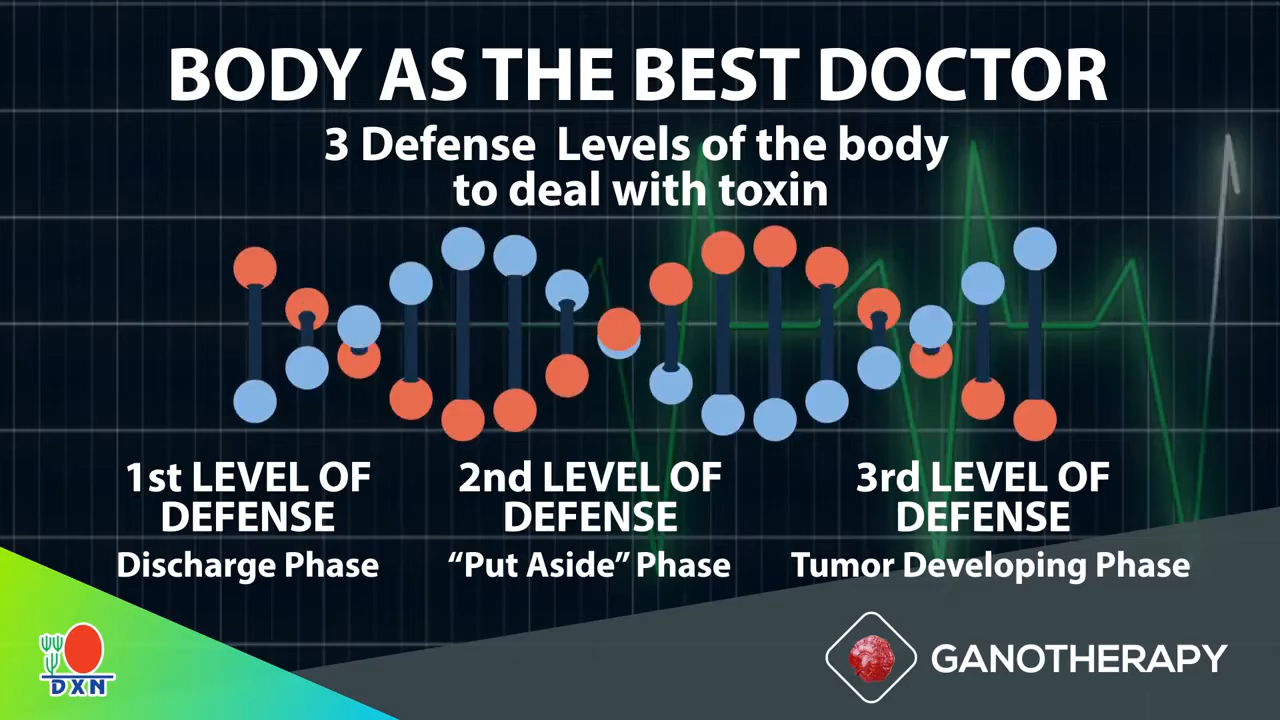 BODY AS THE BEST DOCTOR
3 Defense Levels of the body
to deal with toxin
1st LEVEL OF
DEFENSE
Discharge Phase
2nd LEVEL OF
DEFENSE
“Put Aside” Phase
3rd LEVEL OF
DEFENSE
Tumor Developing Phase
DXN
GANOTHERAPY